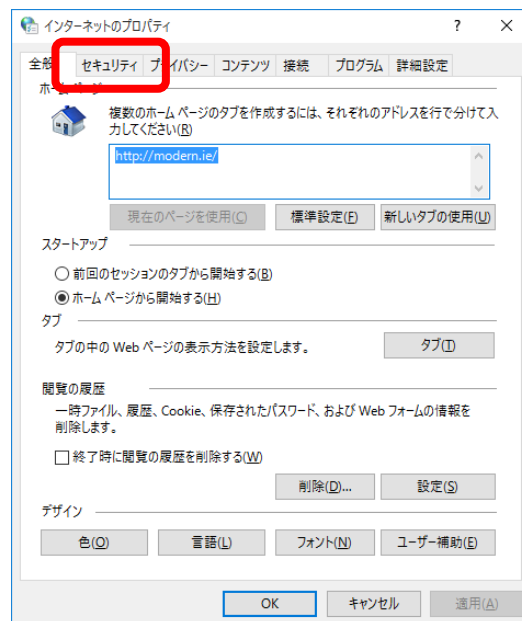 インターネットのプロパティ ? ×
全般 セキュリティ プライバシー コンテンツ 接続 プログラム 詳細設定
ホーム ページ
複数のホーム ページのタブを作成するには、それぞれのアドレスを行で分けて入
力してください(R)
http://modern.ie/
現在のページを使用(C) 標準設定(F) 新しいタブの使用(U)
スタートアップ
前回のセッションのタブから開始する(B)
ホーム ページから開始する(H)
タブ
タブの中の Web ページの表示方法を設定します。 タブ(T)
閲覧の履歴
一時ファイル、履歴、Cookie、保存されたパスワード、および Web フォームの情報を
削除します。
終了時に閲覧の履歴を削除する(W)
削除(D)... 設定(S)
デザイン
色(O) 言語(L) フォント(N) ユーザー補助(E)
OK キャンセル 適用(A)